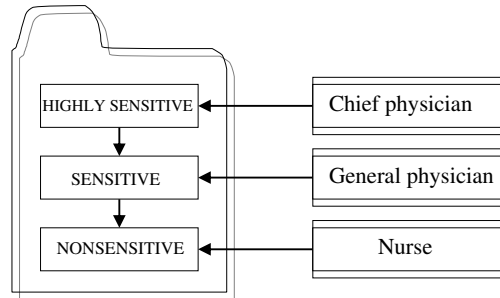 HIGHLY SENSITIVE
Chief physician
SENSITIVE
General physician
NONSENSITIVE
Nurse